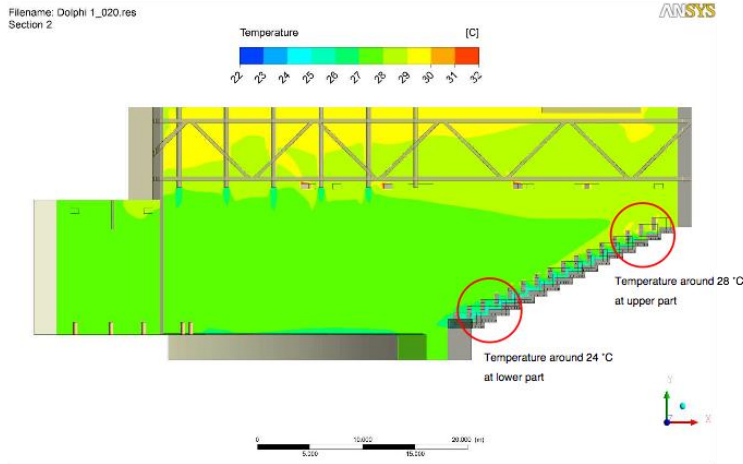 Filename: Dolphi 1_020.res
Section 2
ANSYS
Temperature [C]
22 23 24 25 26 27 28 29 30 31 32
Temperature around 28 °C
at upper part
Temperature around 24 °C
at lower part
Y
X
Z
0 10.000 20.000 [m]
5.000 15.000